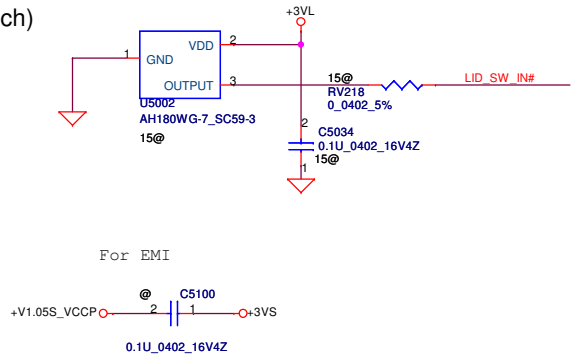 ch)
+3VL
1
GND
VDD
2
OUTPUT
3
U5002
AH180WG-7_SC59-3
15@
15@
RV218
0_0402_5%
LID_SW_IN#
2
C5034
0.1U_0402_16V4Z
15@
1
For EMI
@
C5100
+V1.05S_VCCP
2
1
+3VS
0.1U_0402_16V4Z